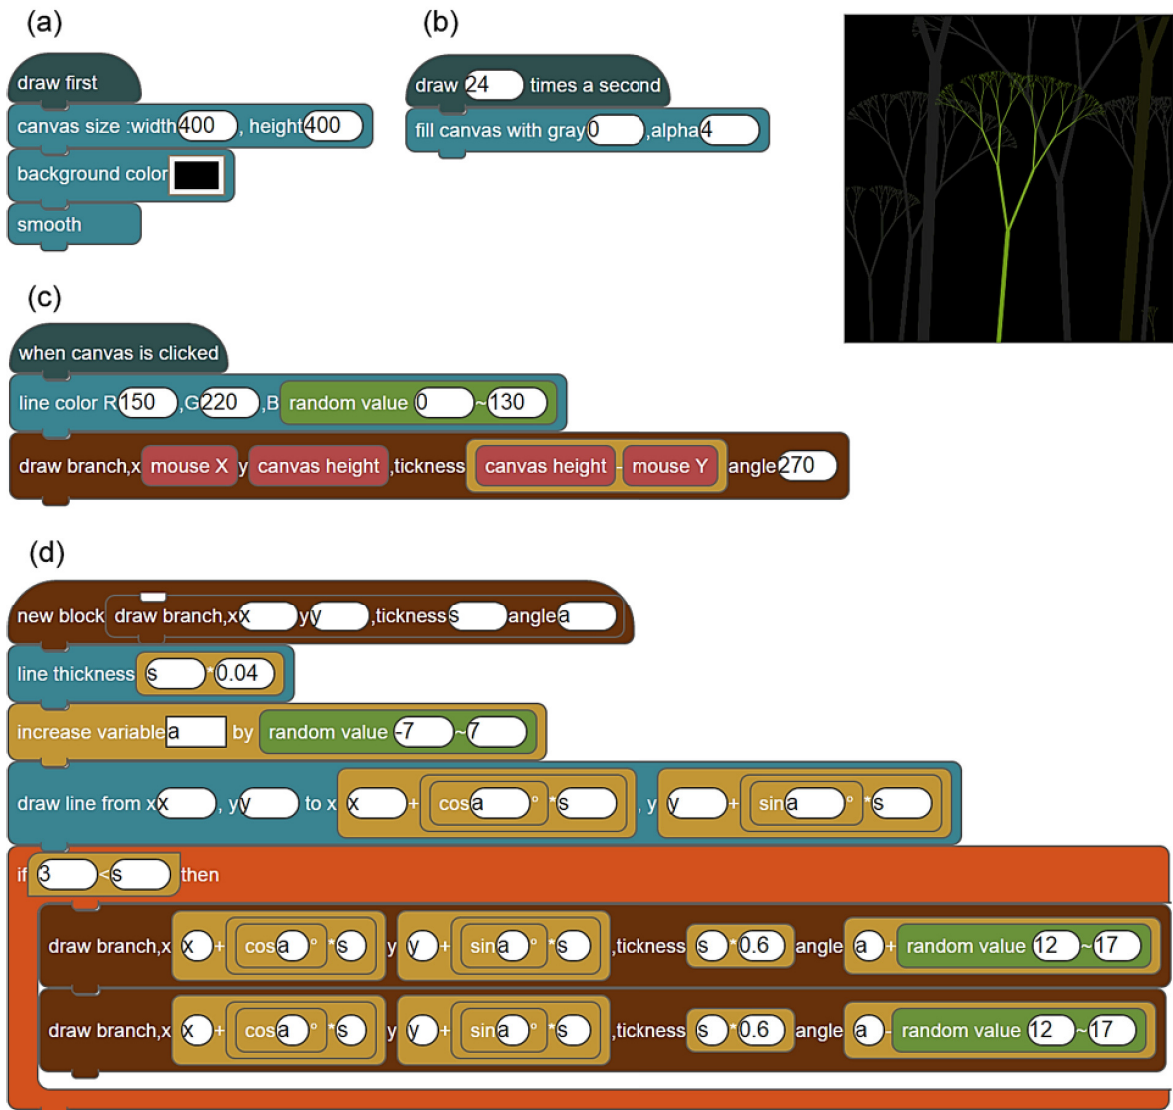 (a)
draw first
canvas size :width 400 , height 400
background color
smooth
(b)
draw 24 times a second
fill canvas with gray 0 ,alpha 4
(c)
when canvas is clicked
line color R 150 ,G 220 ,B random value 0 ~ 130
draw branch,x mouse X y canvas height ,tickness canvas height - mouse Y angle 270
(d)
new block draw branch,x x y y ,tickness s angle a
line thickness s * 0.04
increase variable a by random value -7 ~ 7
draw line from x x , y y to x x + cos a ° * s , y y + sin a ° * s
if 3 < s then
draw branch,x x + cos a ° * s y y + sin a ° * s ,tickness s * 0.6 angle a + random value 12 ~ 17
draw branch,x x + cos a ° * s y y + sin a ° * s ,tickness s * 0.6 angle a - random value 12 ~ 17